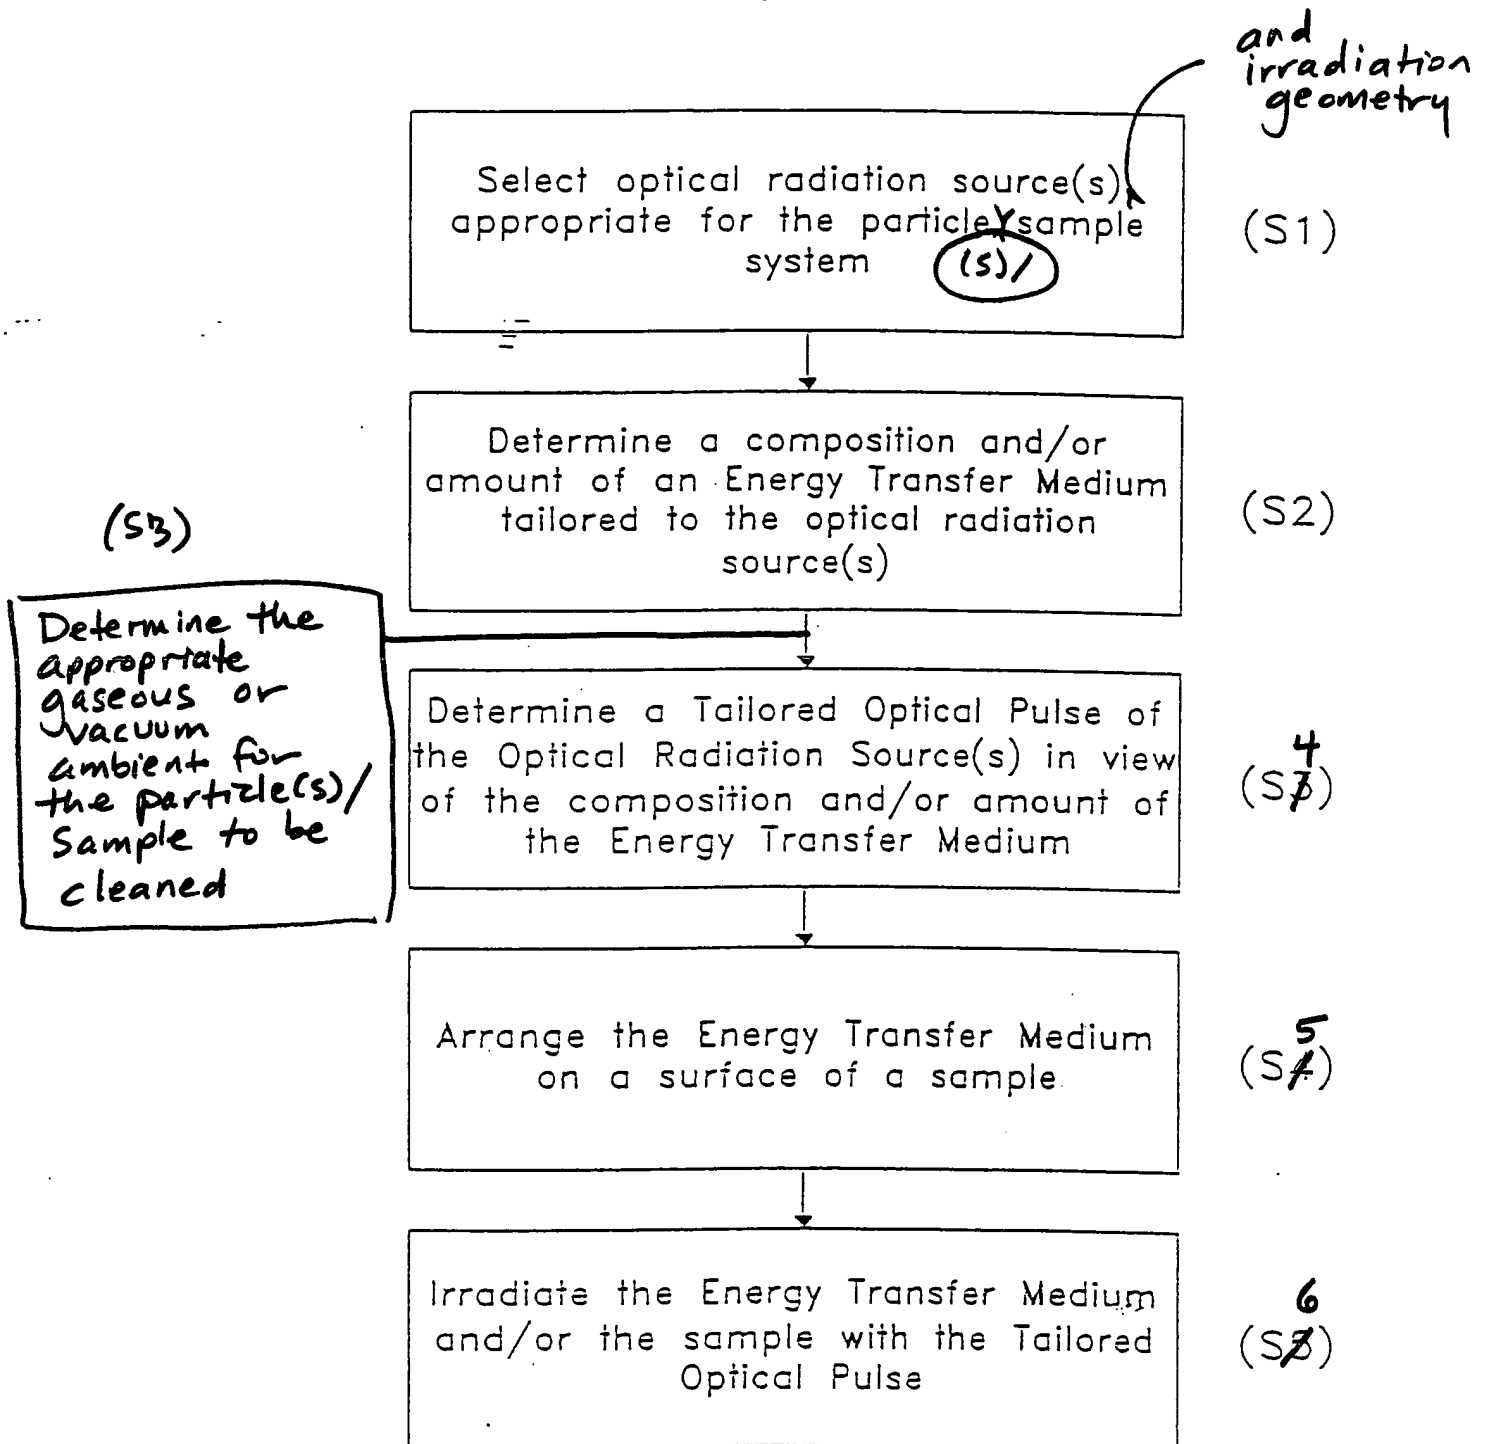 and
irradiation
geometry
Select optical radiation source(s)
appropriate for the particle sample
system (s)/
(S1)
Determine a composition and/or
amount of an Energy Transfer Medium
tailored to the optical radiation
source(s)
(S2)
(S3)
Determine the
appropriate
gaseous or
vacuum
ambient for
the particle(s)/
Sample to be
cleaned
Determine a Tailored Optical Pulse of
the Optical Radiation Source(s) in view
of the composition and/or amount of
the Energy Transfer Medium
4
(S3)
Arrange the Energy Transfer Medium
on a surface of a sample
5
(S4)
Irradiate the Energy Transfer Medium
and/or the sample with the Tailored
Optical Pulse
6
(S )